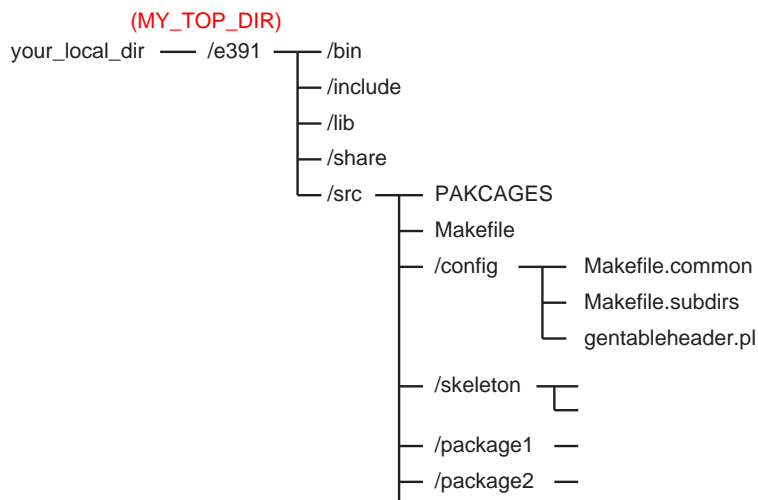 (MY_TOP_DIR)
your_local_dir /e391 /bin
/include
/lib
/share
/src PAKCAGES
Makefile
/config Makefile.common
Makefile.subdirs
gentableheader.pl
/skeleton
/package1
/package2